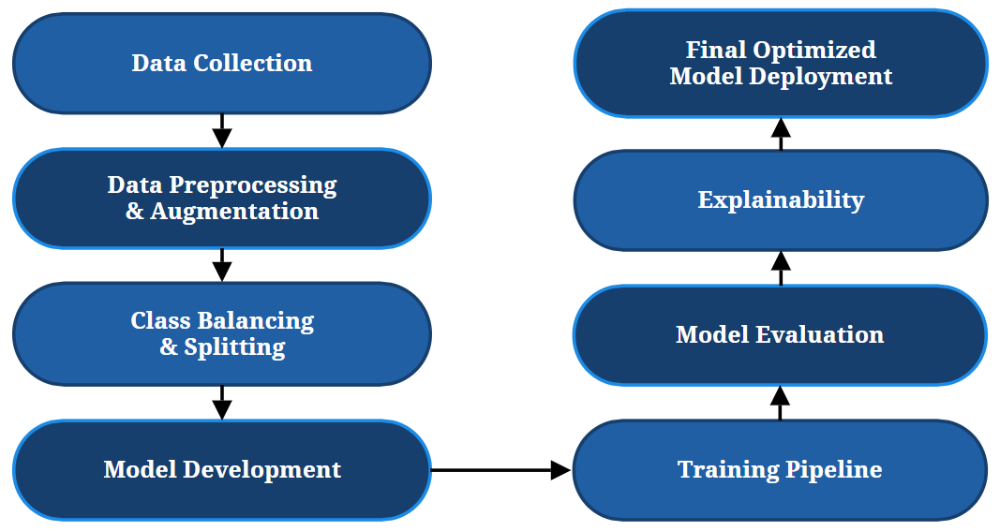 Data Collection
Data Preprocessing
& Augmentation
Class Balancing
& Splitting
Model Development
Training Pipeline
Model Evaluation
Explainability
Final Optimized
Model Deployment